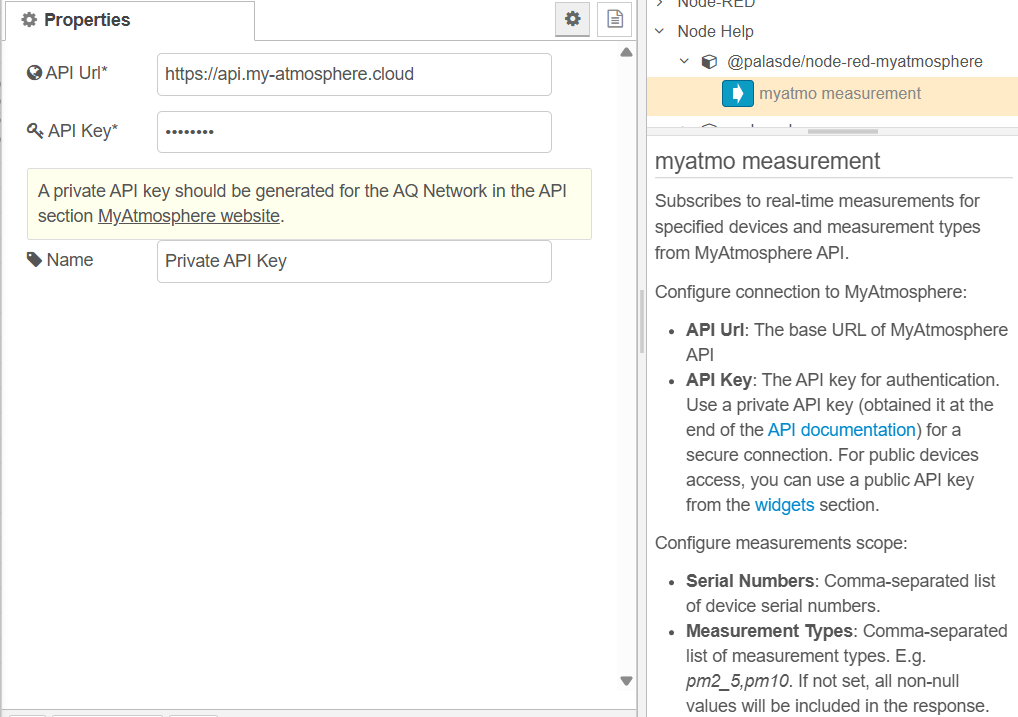 Properties
API Url*
https://api.my-atmosphere.cloud
API Key*
••••••••
A private API key should be generated for the AQ Network in the API
section MyAtmosphere website.
Name
Private API Key
Node-RED
Node Help
@palasde/node-red-myatmosphere
myatmo measurement
myatmo measurement
Subscribes to real-time measurements for
specified devices and measurement types
from MyAtmosphere API.
Configure connection to MyAtmosphere:
• API Url: The base URL of MyAtmosphere
API
• API Key: The API key for authentication.
Use a private API key (obtained it at the
end of the API documentation) for a
secure connection. For public devices
access, you can use a public API key
from the widgets section.
Configure measurements scope:
• Serial Numbers: Comma-separated list
of device serial numbers.
• Measurement Types: Comma-separated
list of measurement types. E.g.
pm2_5,pm10. If not set, all non-null
values will be included in the response.